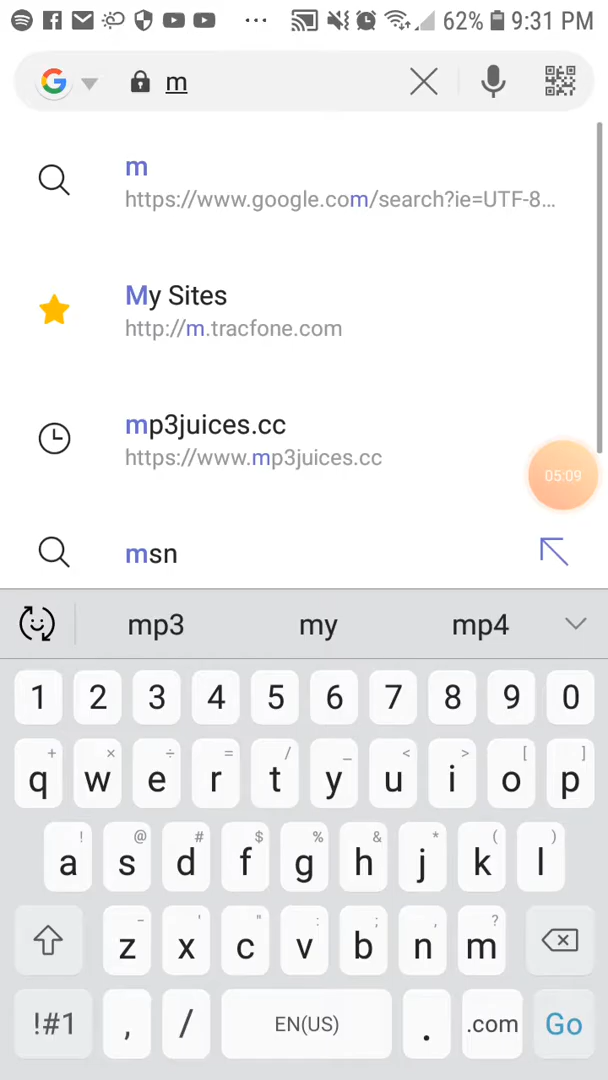 ... 62% 9:31 PM
m
m
https://www.google.com/search?ie=UTF-8...
My Sites
http://m.tracfone.com
mp3juices.cc
https://www.mp3juices.cc
05:09
msn
mp3 my mp4
1 2 3 4 5 6 7 8 9 0
+ × ÷ = / _ < > [ ]
q w e r t y u i o p
! @ # $ % & * ( )
a s d f g h j k l
- ' " : ; , ?
z x c v b n m
!#1 , / EN(US) . .com Go